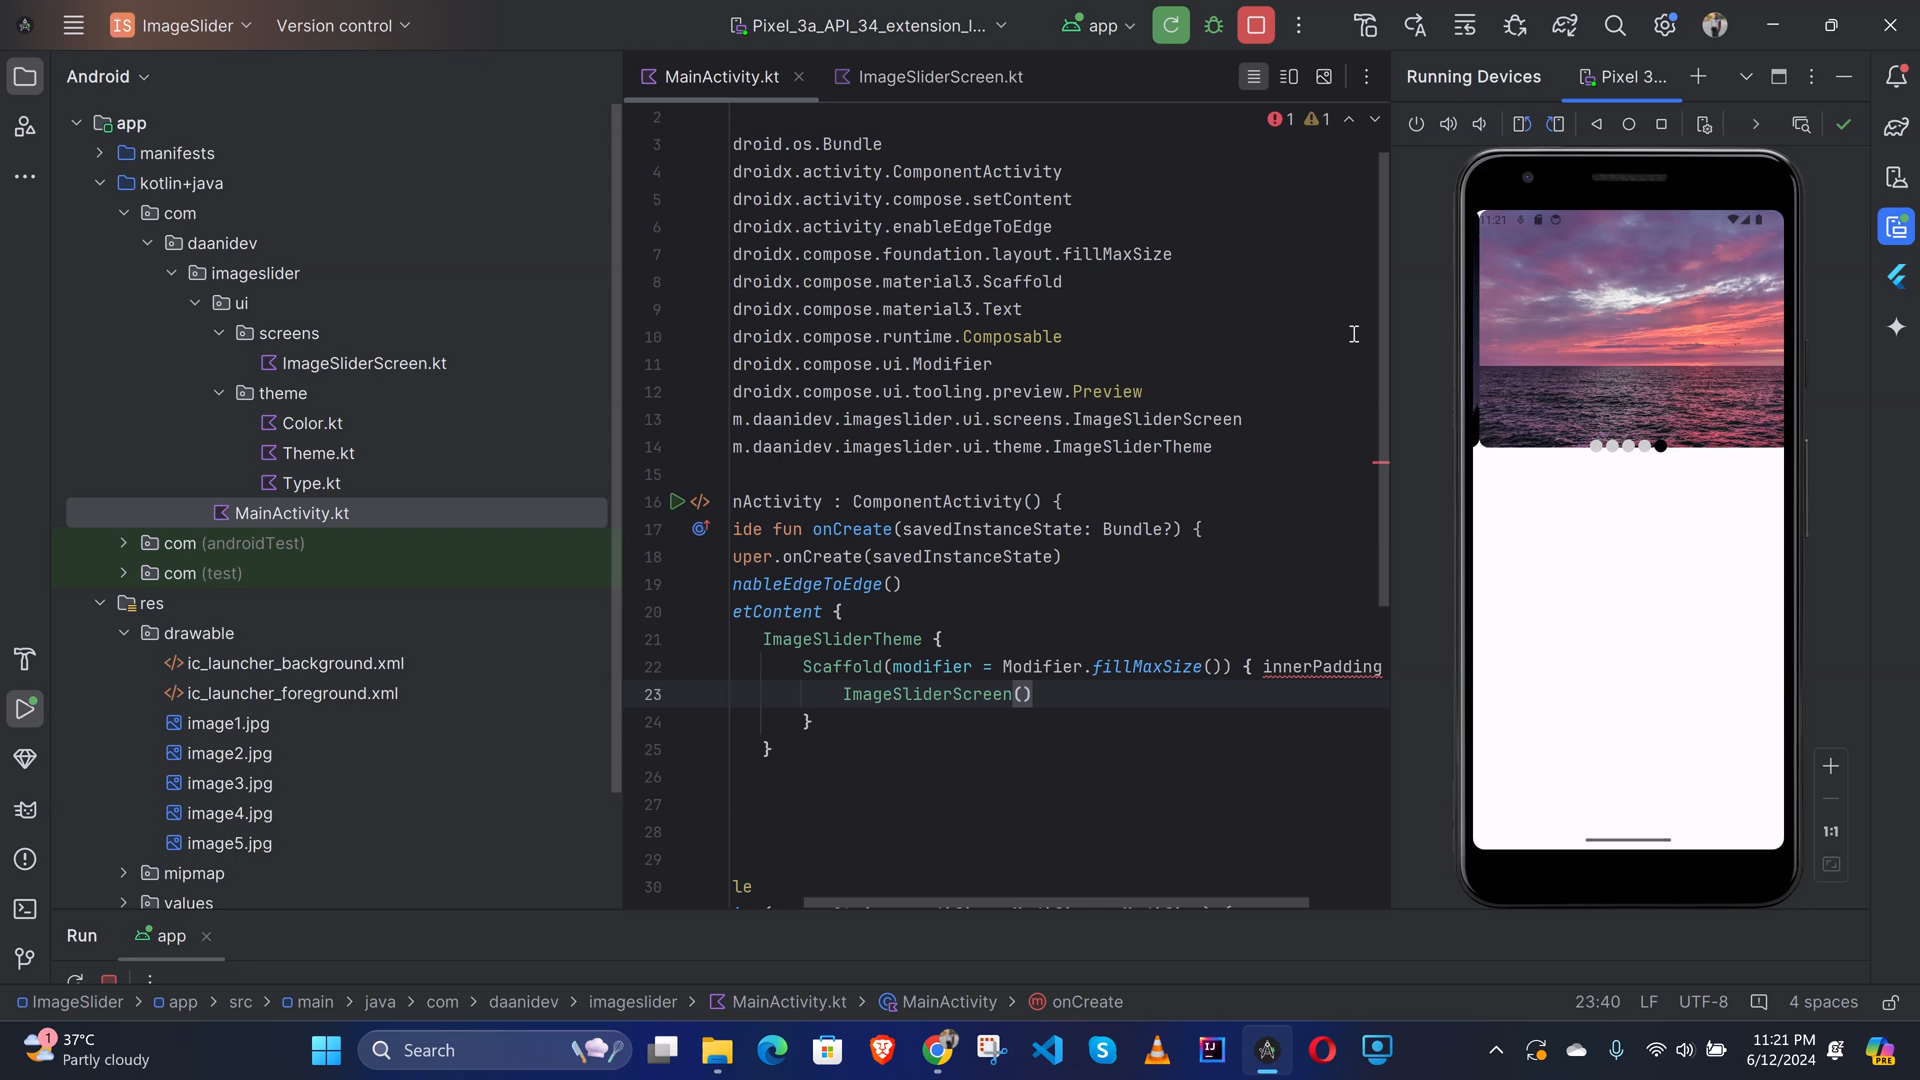 IS ImageSlider Version control Pixel_3a_API_34_extension_l... app
Android
app
manifests
kotlin+java
com
daanidev
imageslider
ui
screens
ImageSliderScreen.kt
theme
Color.kt
Theme.kt
Type.kt
MainActivity.kt
com (androidTest)
com (test)
res
drawable
ic_launcher_background.xml
ic_launcher_foreground.xml
image1.jpg
image2.jpg
image3.jpg
image4.jpg
image5.jpg
mipmap
values
MainActivity.kt ImageSliderScreen.kt
1 1
2
3 droid.os.Bundle
4 droidx.activity.ComponentActivity
5 droidx.activity.compose.setContent
6 droidx.activity.enableEdgeToEdge
7 droidx.compose.foundation.layout.fillMaxSize
8 droidx.compose.material3.Scaffold
9 droidx.compose.material3.Text
10 droidx.compose.runtime.Composable
11 droidx.compose.ui.Modifier
12 droidx.compose.ui.tooling.preview.Preview
13 m.daanidev.imageslider.ui.screens.ImageSliderScreen
14 m.daanidev.imageslider.ui.theme.ImageSliderTheme
15
16 nActivity : ComponentActivity() {
17 ide fun onCreate(savedInstanceState: Bundle?) {
18 uper.onCreate(savedInstanceState)
19 nableEdgeToEdge()
20 etContent {
21 ImageSliderTheme {
22 Scaffold(modifier = Modifier.fillMaxSize()) { innerPadding
23 ImageSliderScreen()
24 }
25 }
26
27
28
29
30 le
Running Devices Pixel 3...
11:21
1:1
Run app
ImageSlider > app > src > main > java > com > daanidev > imageslider > MainActivity.kt > MainActivity > onCreate 23:40 LF UTF-8 4 spaces
1 37°C
Partly cloudy
Search
11:21 PM
6/12/2024
PRE